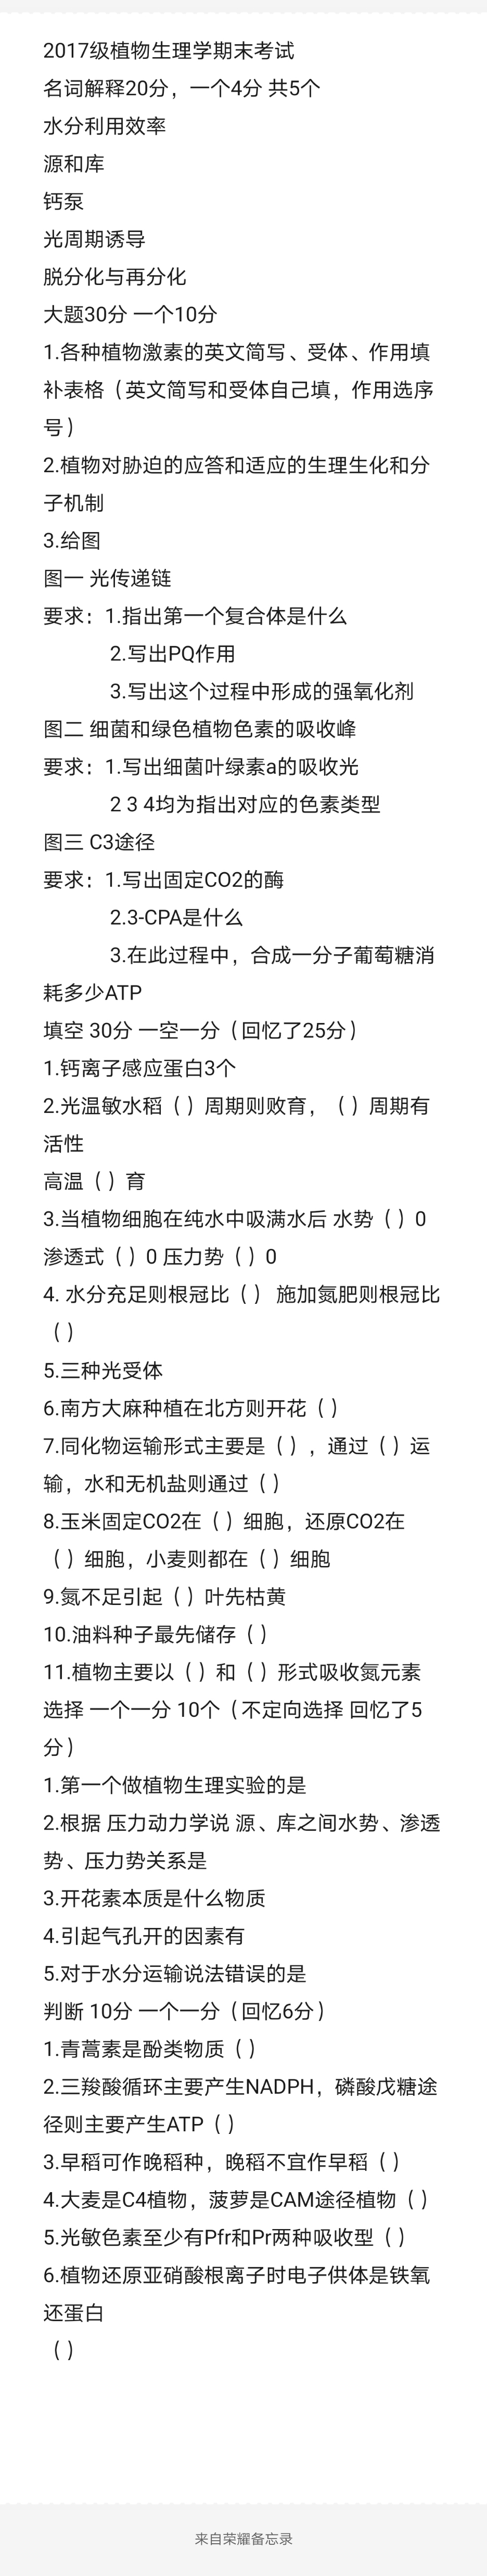 2017级植物生理学期末考试
名词解释20分，一个4分 共5个
水分利用效率
源和库
钙泵
光周期诱导
脱分化与再分化
大题30分 一个10分
1.各种植物激素的英文简写、受体、作用填
补表格（英文简写和受体自己填，作用选序
号）
2.植物对胁迫的应答和适应的生理生化和分
子机制
3.给图
图一 光传递链
要求：1.指出第一个复合体是什么
2.写出PQ作用
3.写出这个过程中形成的强氧化剂
图二 细菌和绿色植物色素的吸收峰
要求：1.写出细菌叶绿素a的吸收光
2 3 4均为指出对应的色素类型
图三 C3途径
要求：1.写出固定CO2的酶
2.3-CPA是什么
3.在此过程中，合成一分子葡萄糖消
耗多少ATP
填空 30分 一空一分（回忆了25分）
1.钙离子感应蛋白3个
2.光温敏水稻（）周期则败育，（）周期有
活性
高温（）育
3.当植物细胞在纯水中吸满水后 水势（）0
渗透式（）0 压力势（）0
4. 水分充足则根冠比（） 施加氮肥则根冠比
（）
5.三种光受体
6.南方大麻种植在北方则开花（）
7.同化物运输形式主要是（），通过（）运
输，水和无机盐则通过（）
8.玉米固定CO2在（）细胞，还原CO2在
（）细胞，小麦则都在（）细胞
9.氮不足引起（）叶先枯黄
10.油料种子最先储存（）
11.植物主要以（）和（）形式吸收氮元素
选择 一个一分 10个（不定向选择 回忆了5
分）
1.第一个做植物生理实验的是
2.根据 压力动力学说 源、库之间水势、渗透
势、压力势关系是
3.开花素本质是什么物质
4.引起气孔开的因素有
5.对于水分运输说法错误的是
判断 10分 一个一分（回忆6分）
1.青蒿素是酚类物质（）
2.三羧酸循环主要产生NADPH，磷酸戊糖途
径则主要产生ATP（）
3.早稻可作晚稻种，晚稻不宜作早稻（）
4.大麦是C4植物，菠萝是CAM途径植物（）
5.光敏色素至少有Pfr和Pr两种吸收型（）
6.植物还原亚硝酸根离子时电子供体是铁氧
还蛋白
（）
来自荣耀备忘录